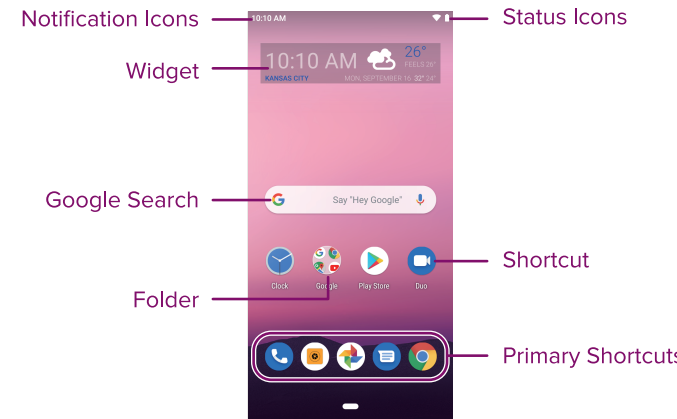 Notification Icons
10:10 AM
Status Icons
Widget
10:10 AM
26°
FEELS 26°
KANSAS CITY
MON, SEPTEMBER 16 32° 24°
Google Search
Say "Hey Google"
Clock
Google
Play Store
Duo
Shortcut
Folder
Primary Shortcuts